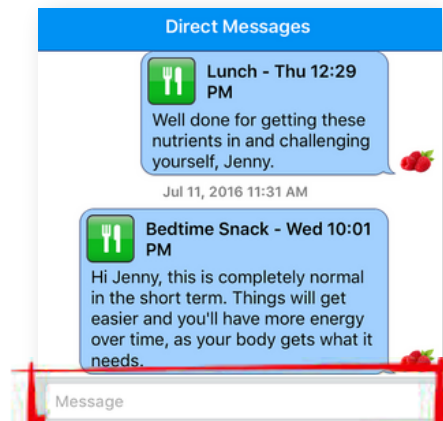 Direct Messages
Lunch - Thu 12:29
PM
Well done for getting these
nutrients in and challenging
yourself, Jenny.
Jul 11, 2016 11:31 AM
Bedtime Snack - Wed 10:01
PM
Hi Jenny, this is completely normal
in the short term. Things will get
easier and you'll have more energy
over time, as your body gets what it
needs.
Message